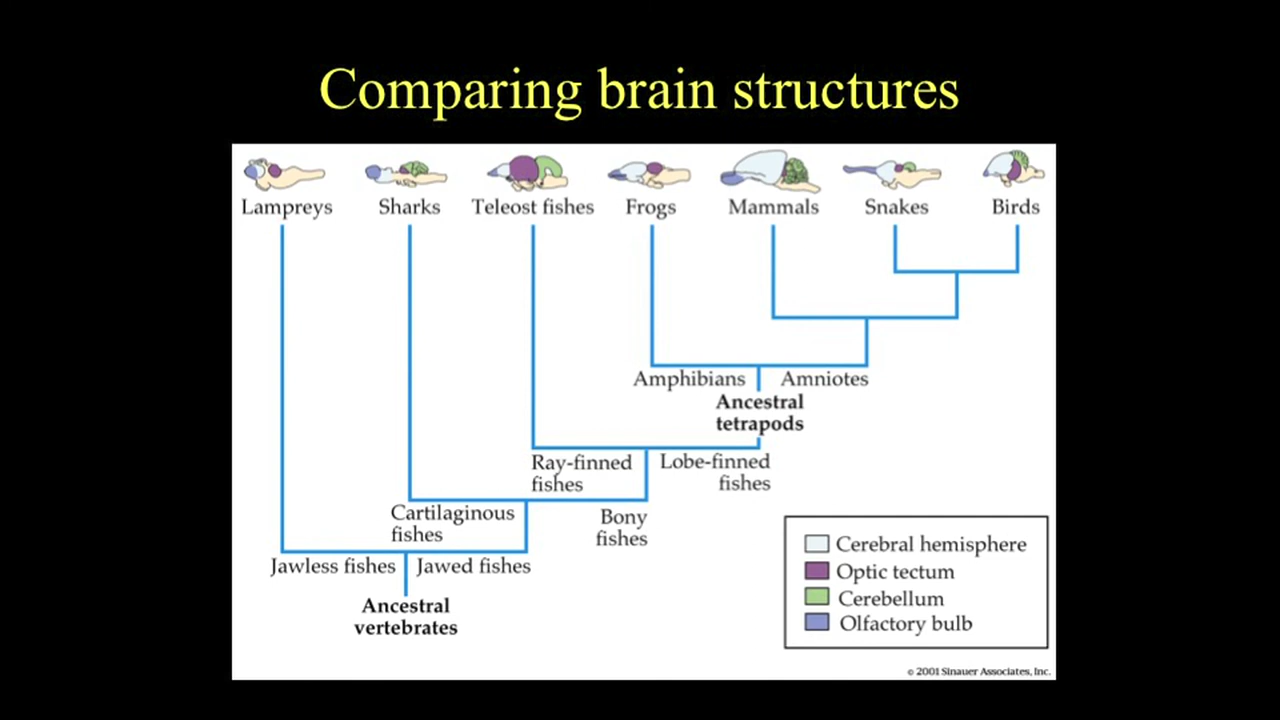 Comparing brain structures
Lampreys Sharks Teleost fishes Frogs Mammals Snakes Birds
Amphibians Amniotes
Ancestral
tetrapods
Ray-finned
fishes
Lobe-finned
fishes
Cartilaginous
fishes
Bony
fishes
Jawless fishes Jawed fishes
Ancestral
vertebrates
Cerebral hemisphere
Optic tectum
Cerebellum
Olfactory bulb
© 2001 Sinauer Associates, Inc.